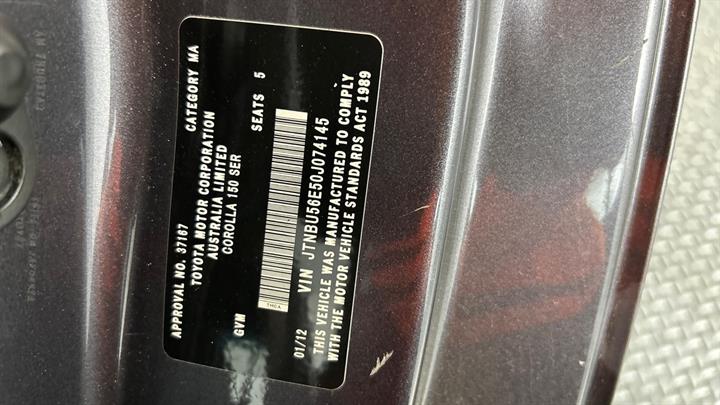 APPROVAL NO. 37167 CATEGORY MA
TOYOTA MOTOR CORPORATION
AUSTRALIA LIMITED
COROLLA 150 SER
GVM SEATS 5
01/12 VIN JTNBU56E50J074145
THIS VEHICLE WAS MANUFACTURED TO COMPLY
WITH THE MOTOR VEHICLE STANDARDS ACT 1989